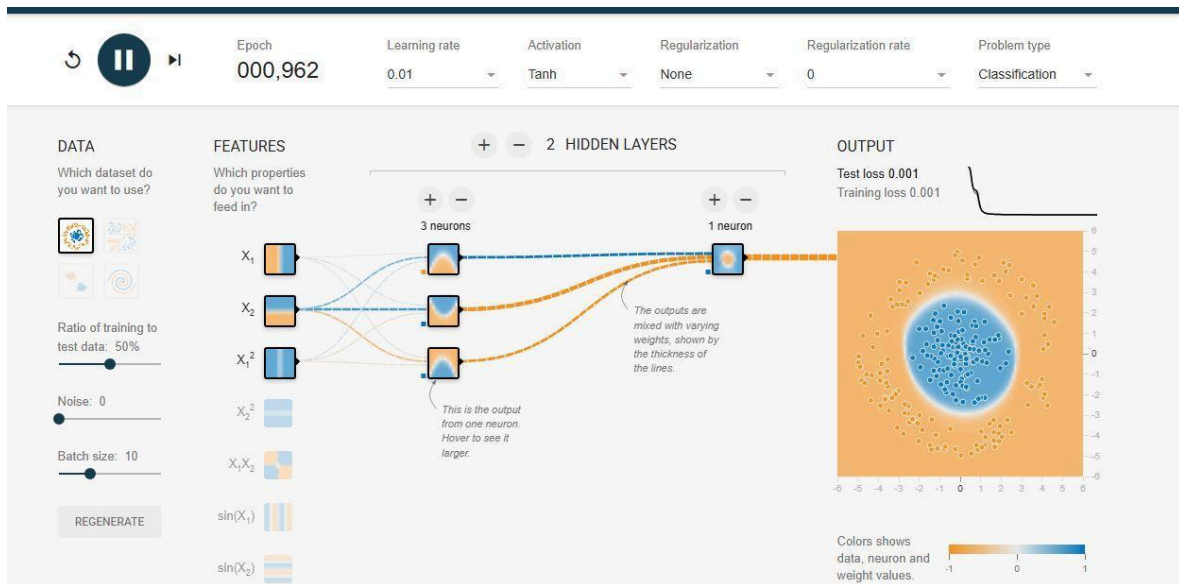 Epoch
000,962
Learning rate
0.01
Activation
Tanh
Regularization
None
Regularization rate
0
Problem type
Classification
DATA
Which dataset do
you want to use?
Ratio of training to
test data: 50%
Noise: 0
Batch size: 10
REGENERATE
FEATURES
Which properties
do you want to
feed in?
X₁
X₂
X₁²
X₂²
X₁X₂
sin(X₁)
sin(X₂)
+ − 2 HIDDEN LAYERS
+ −
3 neurons
+ −
1 neuron
The outputs are
mixed with varying
weights, shown by
the thickness of
the lines.
This is the output
from one neuron.
Hover to see it
larger.
OUTPUT
Test loss 0.001
Training loss 0.001
6
5
4
3
2
1
0
-1
-2
-3
-4
-5
-6
-6 -5 -4 -3 -2 -1 0 1 2 3 4 5 6
Colors shows
data, neuron and
weight values.
-1 0 1